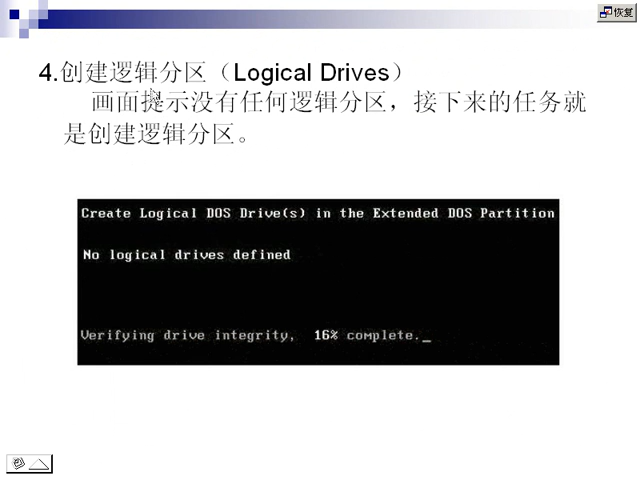 恢复
4.创建逻辑分区（Logical Drives）
画面提示没有任何逻辑分区，接下来的任务就
是创建逻辑分区。
Create Logical DOS Drive(s) in the Extended DOS Partition
No logical drives defined
Verifying drive integrity, 16% complete._